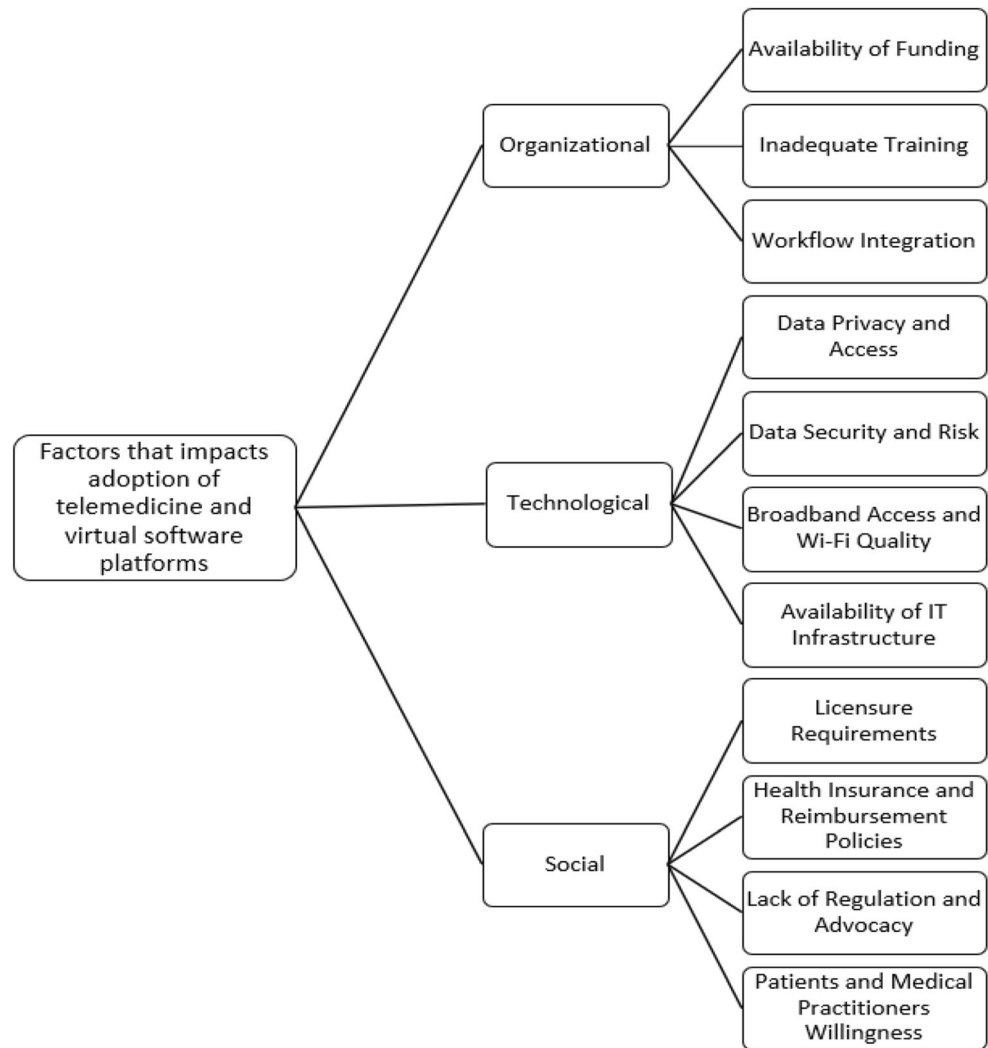 Factors that impacts
adoption of
telemedicine and
virtual software
platforms
Organizational
Availability of Funding
Inadequate Training
Workflow Integration
Technological
Data Privacy and
Access
Data Security and Risk
Broadband Access and
Wi-Fi Quality
Availability of IT
Infrastructure
Social
Licensure
Requirements
Health Insurance and
Reimbursement
Policies
Lack of Regulation and
Advocacy
Patients and Medical
Practitioners
Willingness